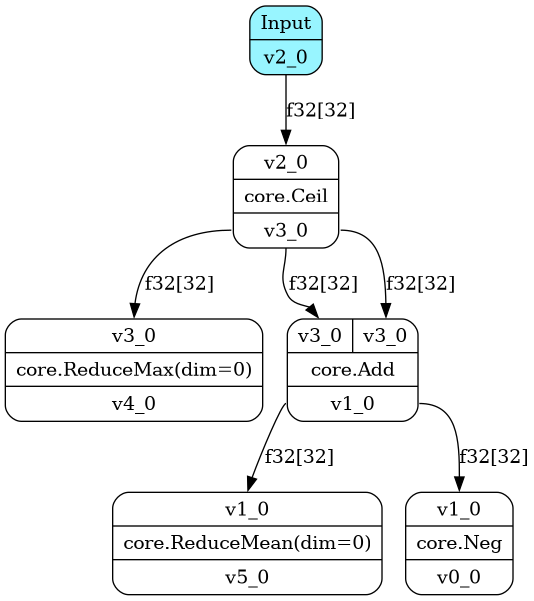 Input
v2_0
f32[32]
v2_0
core.Ceil
v3_0
f32[32]
f32[32]
f32[32]
v3_0
core.ReduceMax(dim=0)
v4_0
v3_0 v3_0
core.Add
v1_0
f32[32]
f32[32]
v1_0
core.ReduceMean(dim=0)
v5_0
v1_0
core.Neg
v0_0